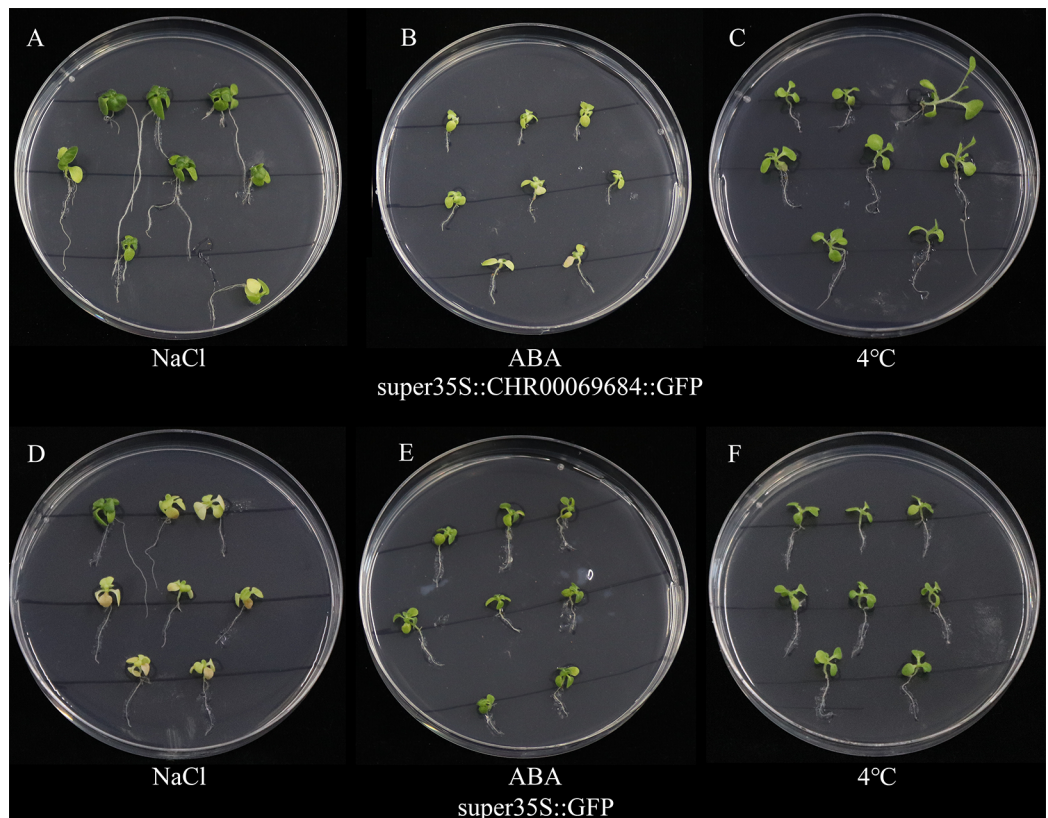 A B C
NaCl ABA 4℃
super35S::CHR00069684::GFP
D E F
NaCl ABA 4℃
super35S::GFP